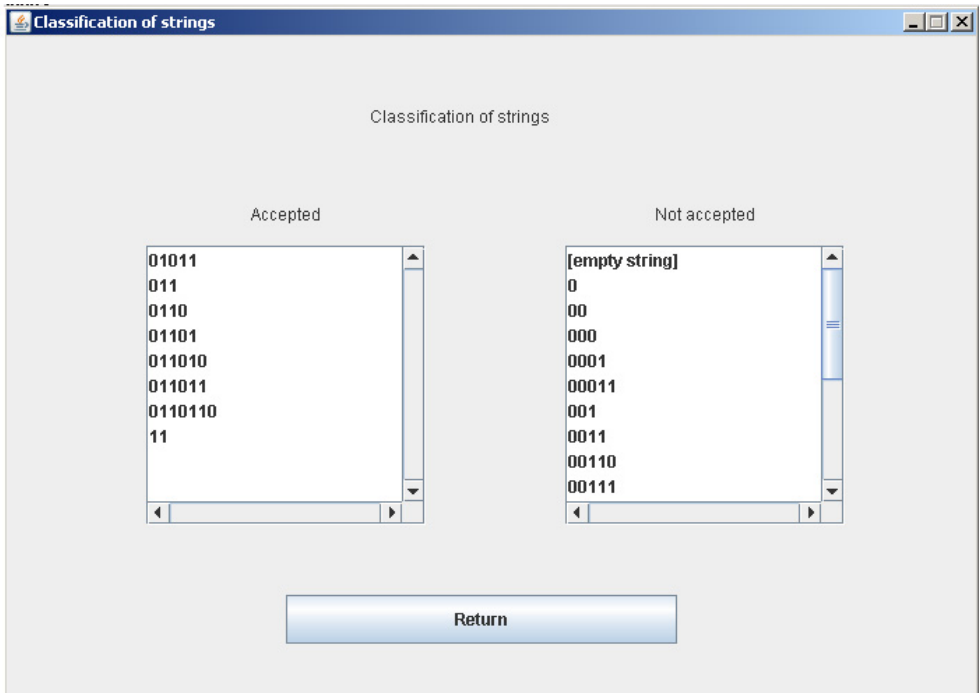 Classification of strings
Classification of strings
Accepted
Not accepted
01011
011
0110
01101
011010
011011
0110110
11
[empty string]
0
00
000
0001
00011
001
0011
00110
00111
Return